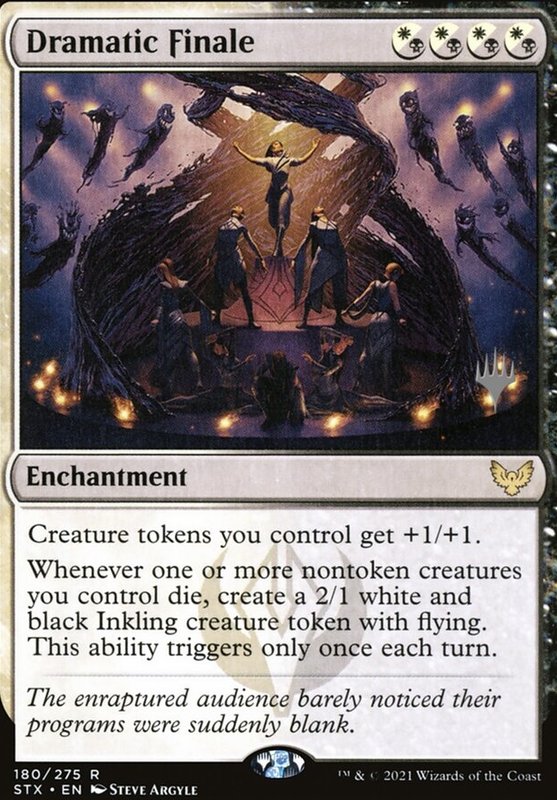 Dramatic Finale
Enchantment
Creature tokens you control get +1/+1.
Whenever one or more nontoken creatures
you control die, create a 2/1 white and
black Inkling creature token with flying.
This ability triggers only once each turn.
The enraptured audience barely noticed their
programs were suddenly blank.
180/275 R
STX • EN STEVE ARGYLE
™ & © 2021 Wizards of the Coast